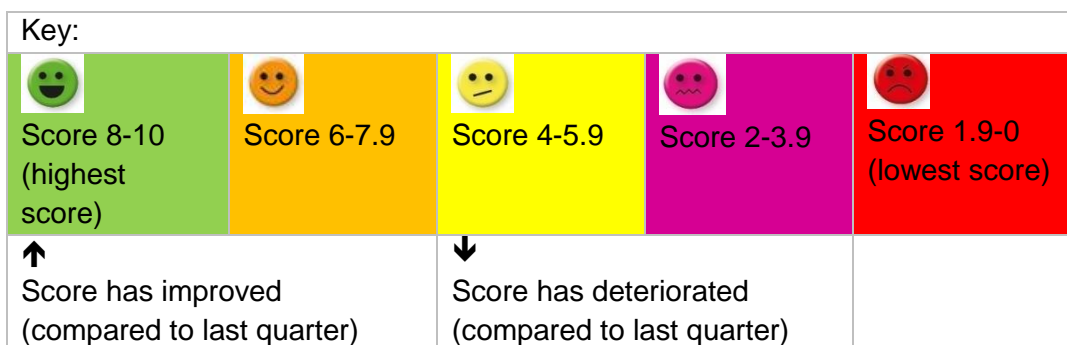 Key:
Score 8-10
(highest
score)
Score 6-7.9
Score 4-5.9
Score 2-3.9
Score 1.9-0
(lowest score)
↑
Score has improved
(compared to last quarter)
↓
Score has deteriorated
(compared to last quarter)